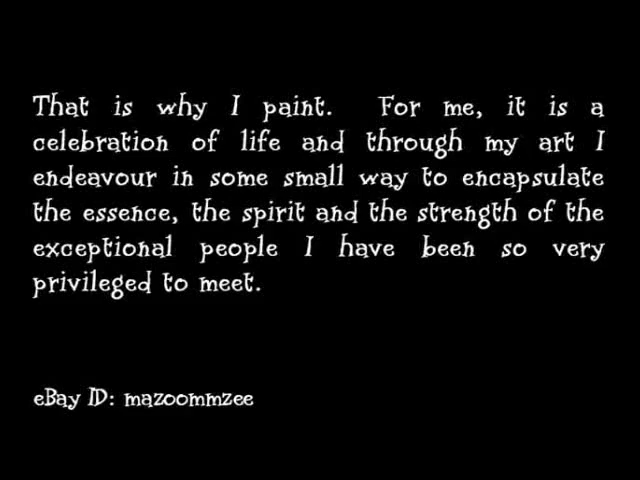 That is why I paint. For me, it is a
celebration of life and through my art I
endeavour in some small way to encapsulate
the essence, the spirit and the strength of the
exceptional people I have been so very
privileged to meet.
eBay ID: mazoommzee